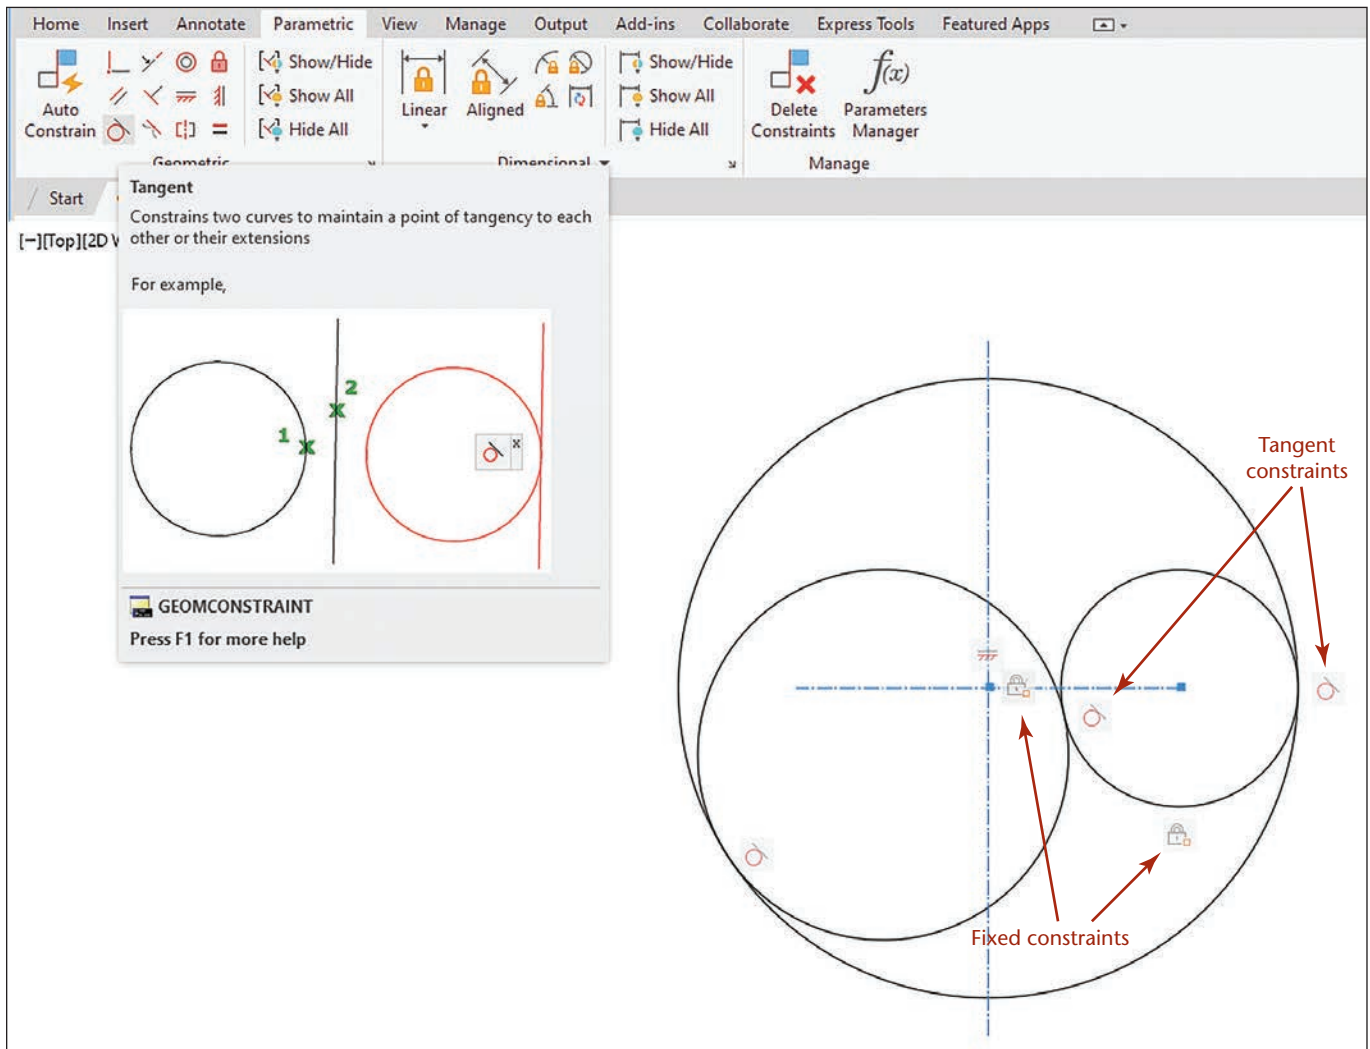 Home Insert Annotate Parametric View Manage Output Add-ins Collaborate Express Tools Featured Apps
Auto
Constrain
Show/Hide
Show All
Hide All
Geometric
Linear
Aligned
Show/Hide
Show All
Hide All
Dimensional
Delete
Constraints
Parameters
Manager
f(x)
Manage
Start
[−][Top][2D
Tangent
Constrains two curves to maintain a point of tangency to each
other or their extensions
For example,
1
2
x
GEOMCONSTRAINT
Press F1 for more help
Tangent
constraints
Fixed constraints